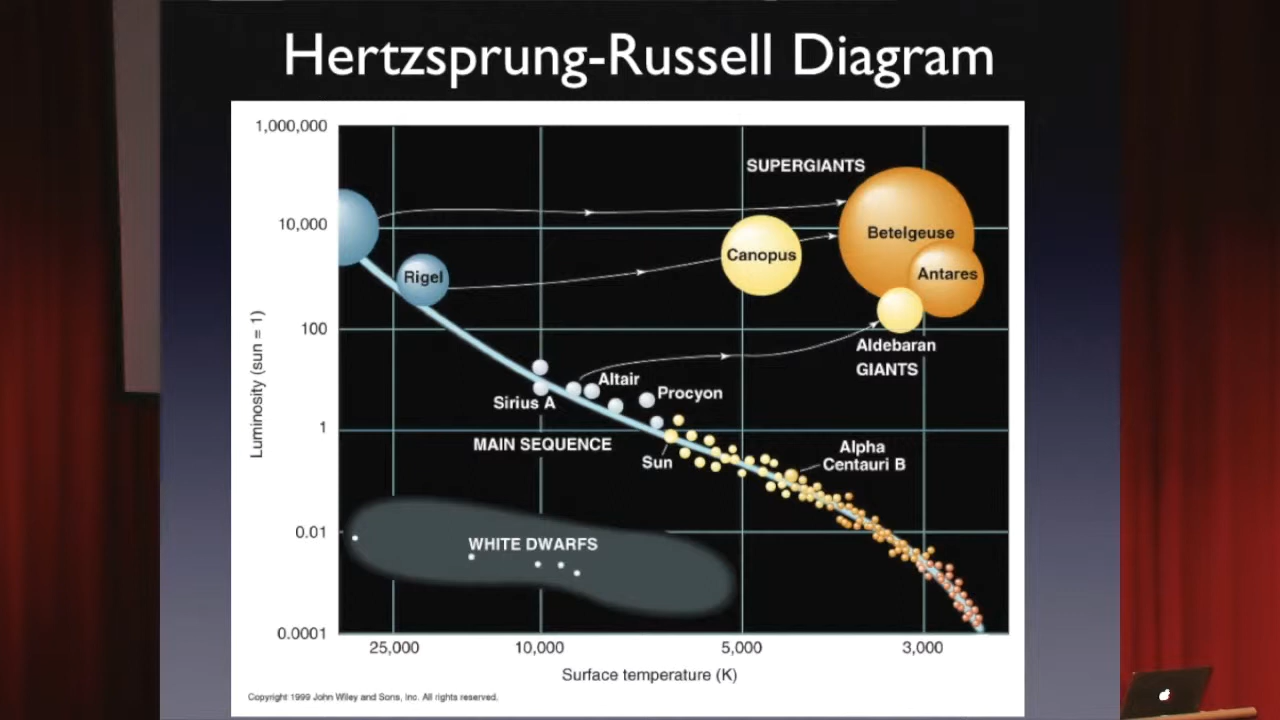 Hertzsprung-Russell Diagram
1,000,000
10,000
100
1
0.01
0.0001
Luminosity (sun = 1)
SUPERGIANTS
Betelgeuse
Canopus
Antares
Rigel
Aldebaran
GIANTS
Altair
Procyon
Sirius A
MAIN SEQUENCE
Sun
Alpha
Centauri B
WHITE DWARFS
25,000
10,000
5,000
3,000
Surface temperature (K)
Copyright 1999 John Wiley and Sons, Inc. All rights reserved.